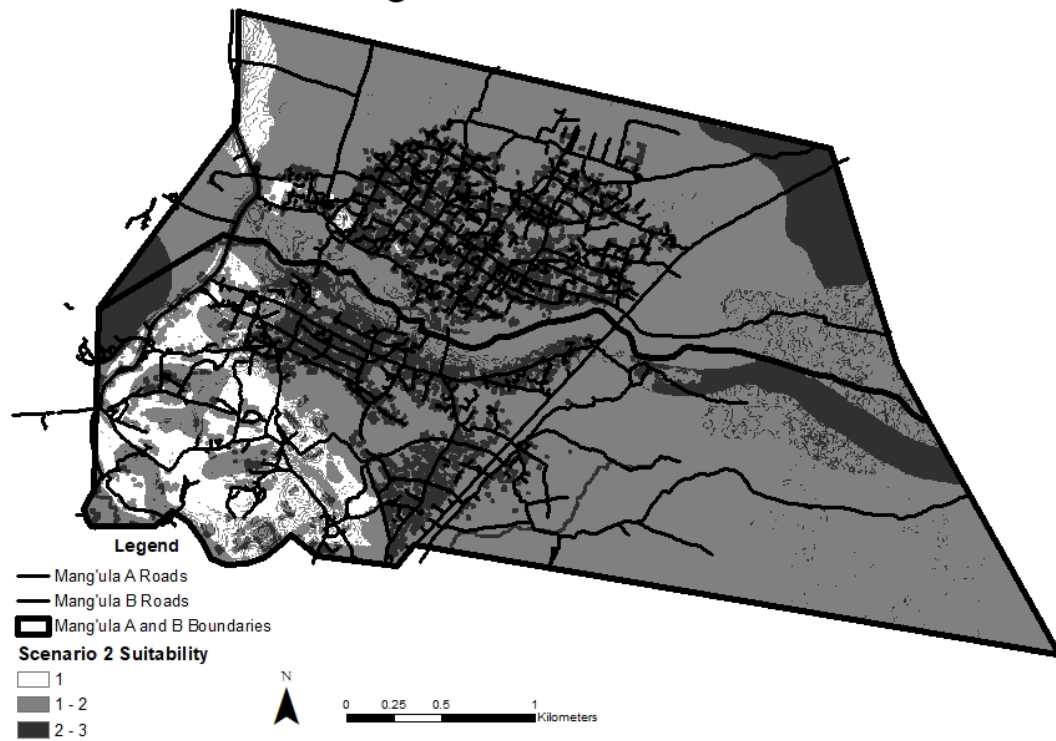 Legend
Mang'ula A Roads
Mang'ula B Roads
Mang'ula A and B Boundaries
Scenario 2 Suitability
1
1 - 2
2 - 3
N
0 0.25 0.5 1
Kilometers